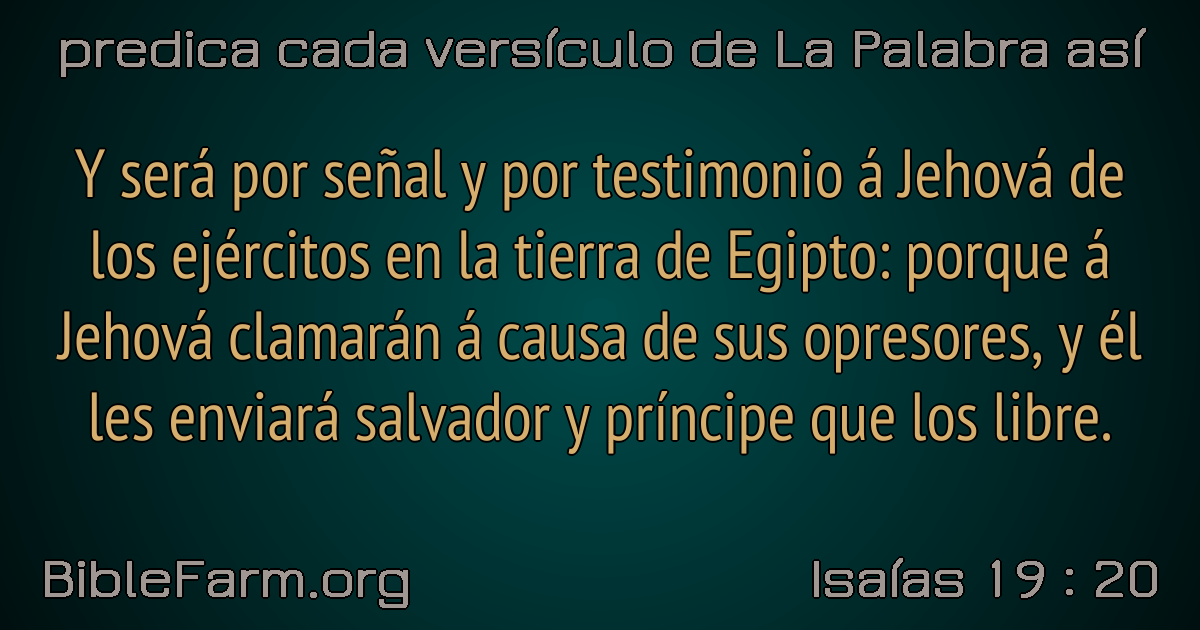 predica cada versículo de La Palabra así
Y será por señal y por testimonio á Jehová de
los ejércitos en la tierra de Egipto: porque á
Jehová clamarán á causa de sus opresores, y él
les enviará salvador y príncipe que los libre.
BibleFarm.org
Isaías 19 : 20